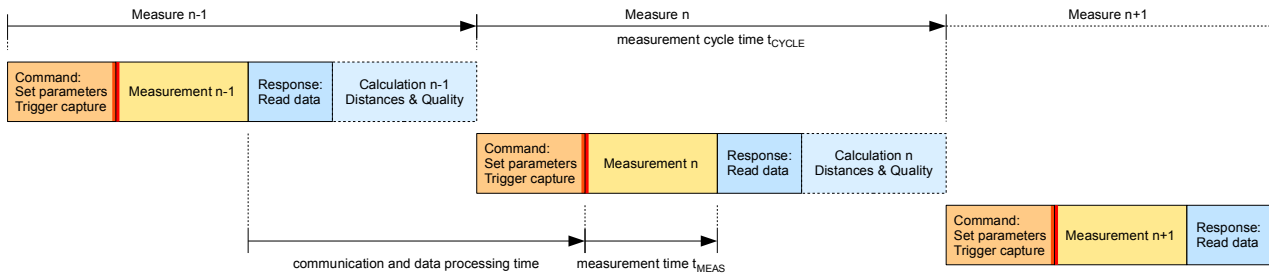 Measure n-1
Measure n
Measure n+1
measurement cycle time tCYCLE
Command:
Set parameters
Trigger capture
Measurement n-1
Response:
Read data
Calculation n-1
Distances & Quality
Command:
Set parameters
Trigger capture
Measurement n
Response:
Read data
Calculation n
Distances & Quality
Command:
Set parameters
Trigger capture
Measurement n+1
Response:
Read data
communication and data processing time
measurement time tMEAS